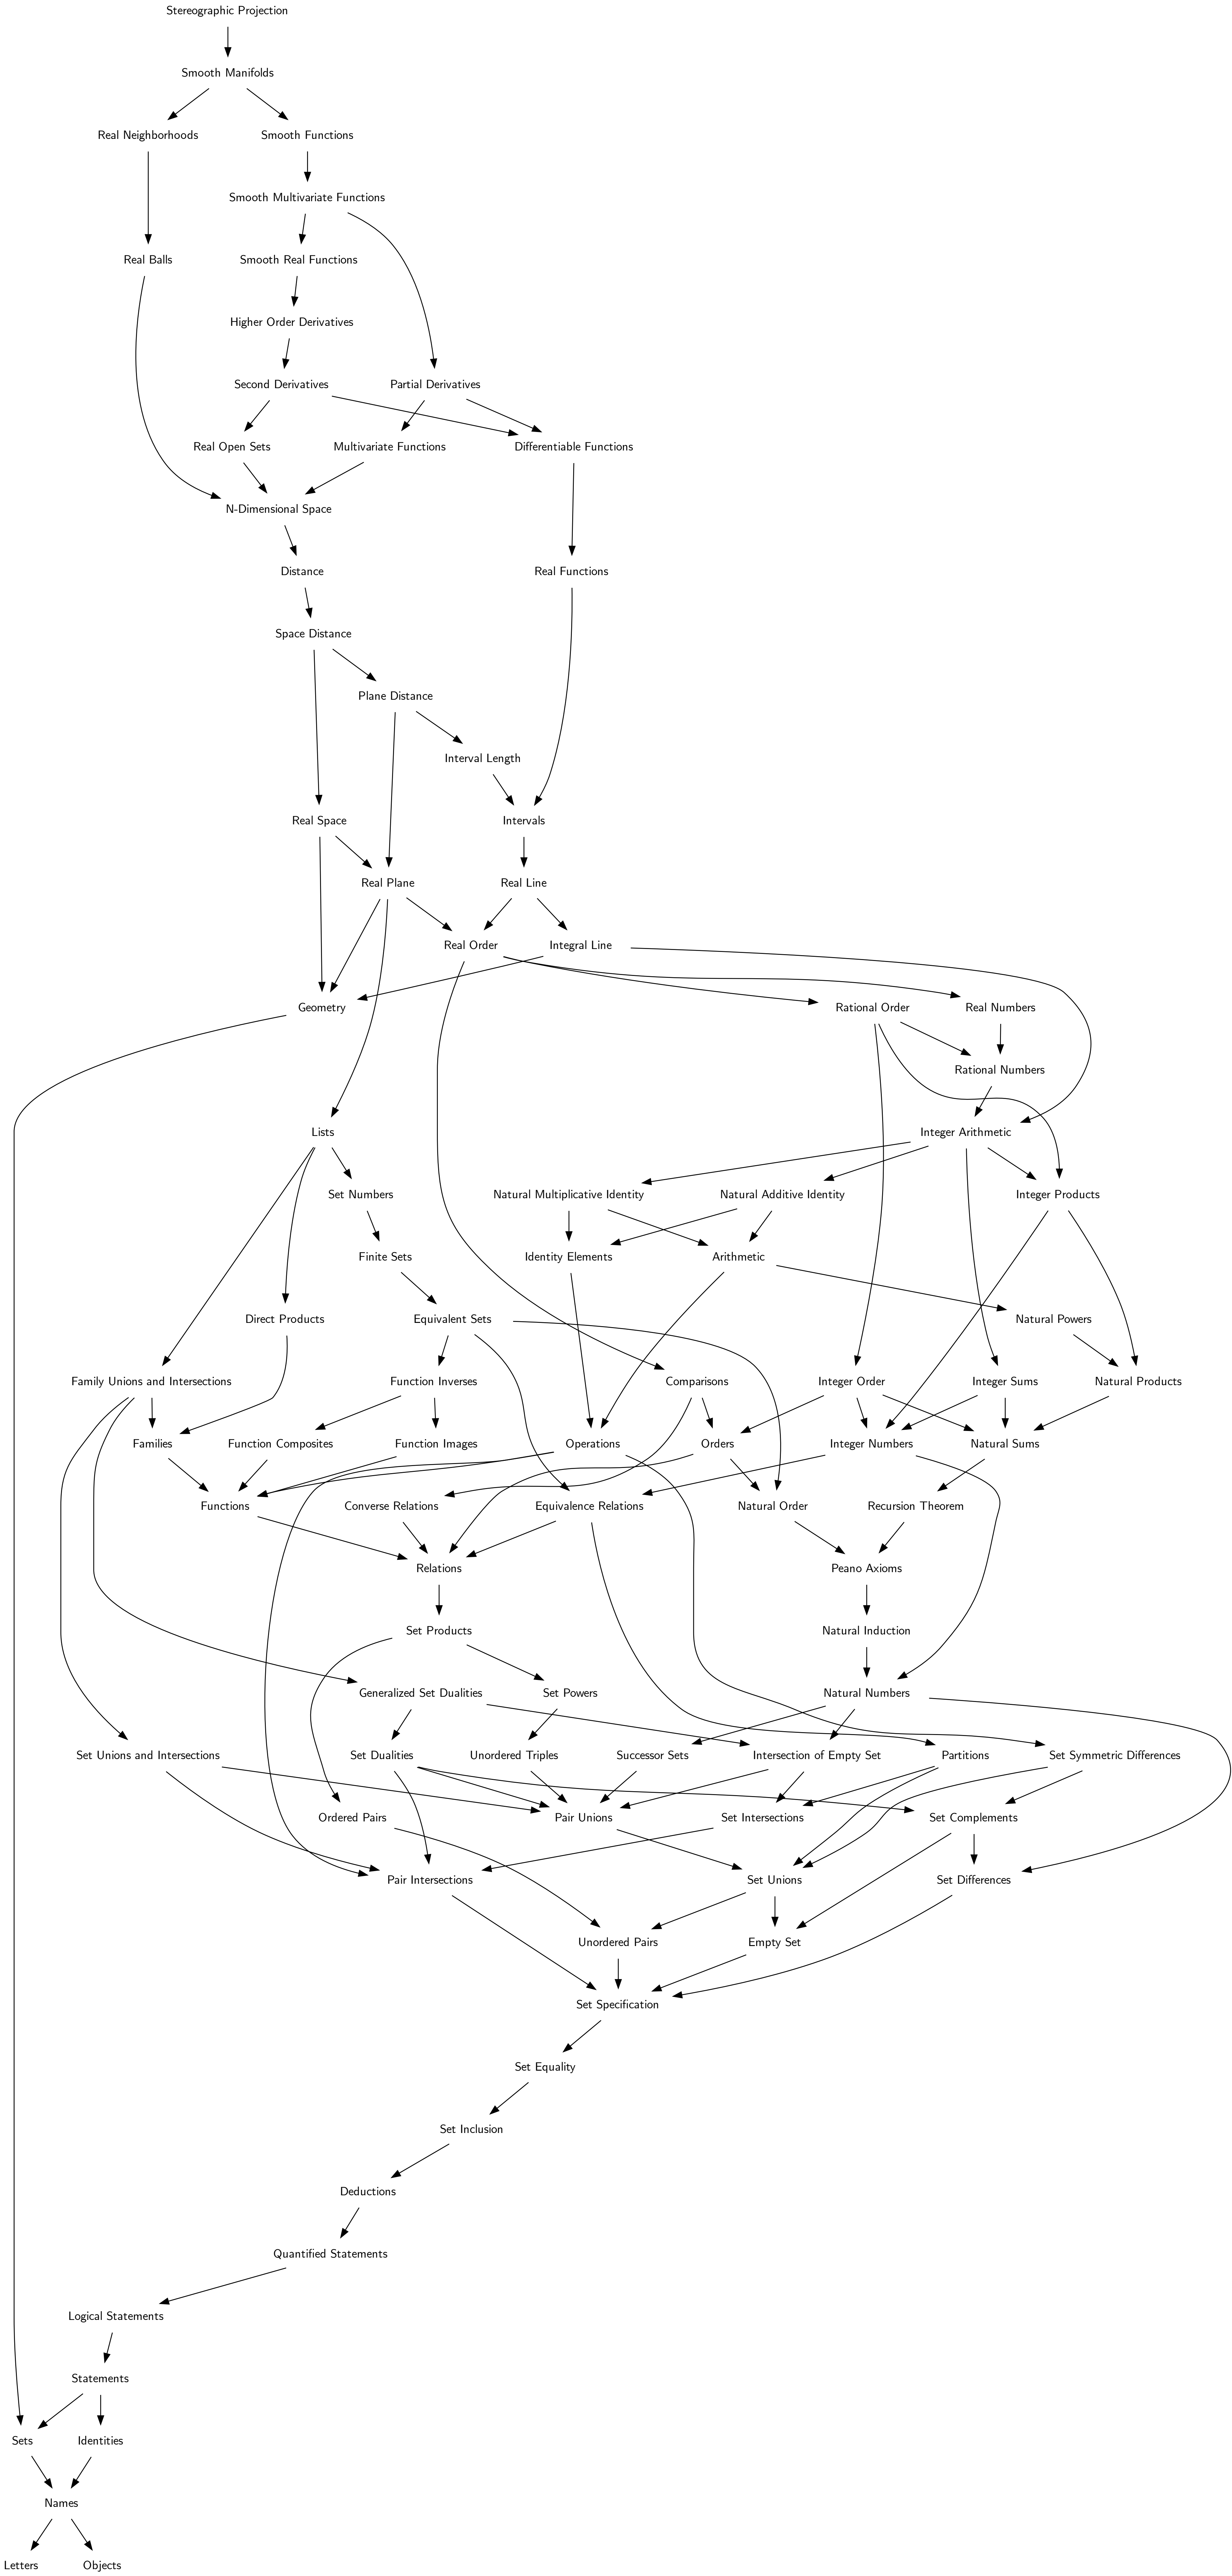 Stereographic Projection
Smooth Manifolds
Real Neighborhoods
Smooth Functions
Smooth Multivariate Functions
Real Balls
Smooth Real Functions
Higher Order Derivatives
Second Derivatives
Partial Derivatives
Real Open Sets
Multivariate Functions
Differentiable Functions
N-Dimensional Space
Distance
Real Functions
Space Distance
Plane Distance
Interval Length
Real Space
Intervals
Real Plane
Real Line
Real Order
Integral Line
Geometry
Rational Order
Real Numbers
Rational Numbers
Lists
Integer Arithmetic
Set Numbers
Natural Multiplicative Identity
Natural Additive Identity
Integer Products
Finite Sets
Identity Elements
Arithmetic
Direct Products
Equivalent Sets
Natural Powers
Family Unions and Intersections
Function Inverses
Comparisons
Integer Order
Integer Sums
Natural Products
Families
Function Composites
Function Images
Operations
Orders
Integer Numbers
Natural Sums
Functions
Converse Relations
Equivalence Relations
Natural Order
Recursion Theorem
Relations
Peano Axioms
Set Products
Natural Induction
Generalized Set Dualities
Set Powers
Natural Numbers
Set Unions and Intersections
Set Dualities
Unordered Triples
Successor Sets
Intersection of Empty Set
Partitions
Set Symmetric Differences
Ordered Pairs
Pair Unions
Set Intersections
Set Complements
Pair Intersections
Set Unions
Set Differences
Unordered Pairs
Empty Set
Set Specification
Set Equality
Set Inclusion
Deductions
Quantified Statements
Logical Statements
Statements
Sets
Identities
Names
Letters
Objects